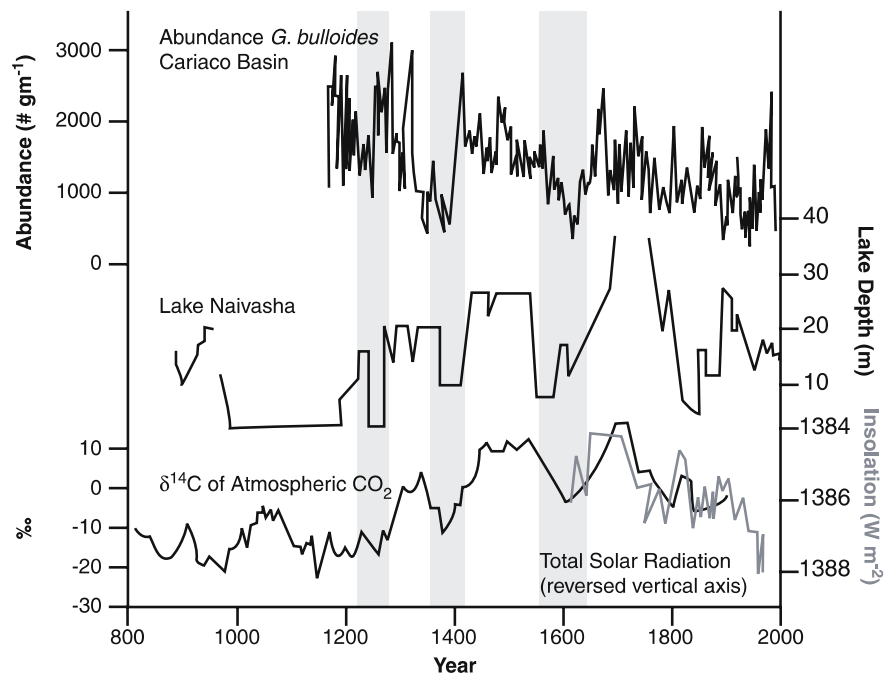 Abundance G. bulloides
Cariaco Basin
3000
2000
1000
0
Abundance (# gm-1)
40
30
20
10
Lake Depth (m)
Lake Naivasha
δ14C of Atmospheric CO2
10
0
-10
-20
-30
‰
1384
1386
1388
Insolation (W m-2)
Total Solar Radiation
(reversed vertical axis)
800 1000 1200 1400 1600 1800 2000
Year